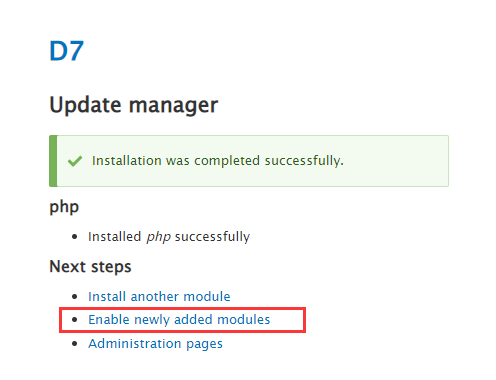 D7
Update manager
Installation was completed successfully.
php
Installed php successfully
Next steps
Install another module
Enable newly added modules
Administration pages